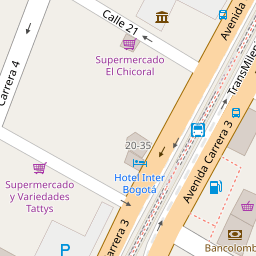 Calle 21
Avenida
Supermercado
El Chicoral
Carrera 4
TransMilen
20-35
Hotel Inter
Bogotá
Supermercado
y Variedades
Tattys
Avenida Carrera 3
Carrera 3
P
Bancolomb